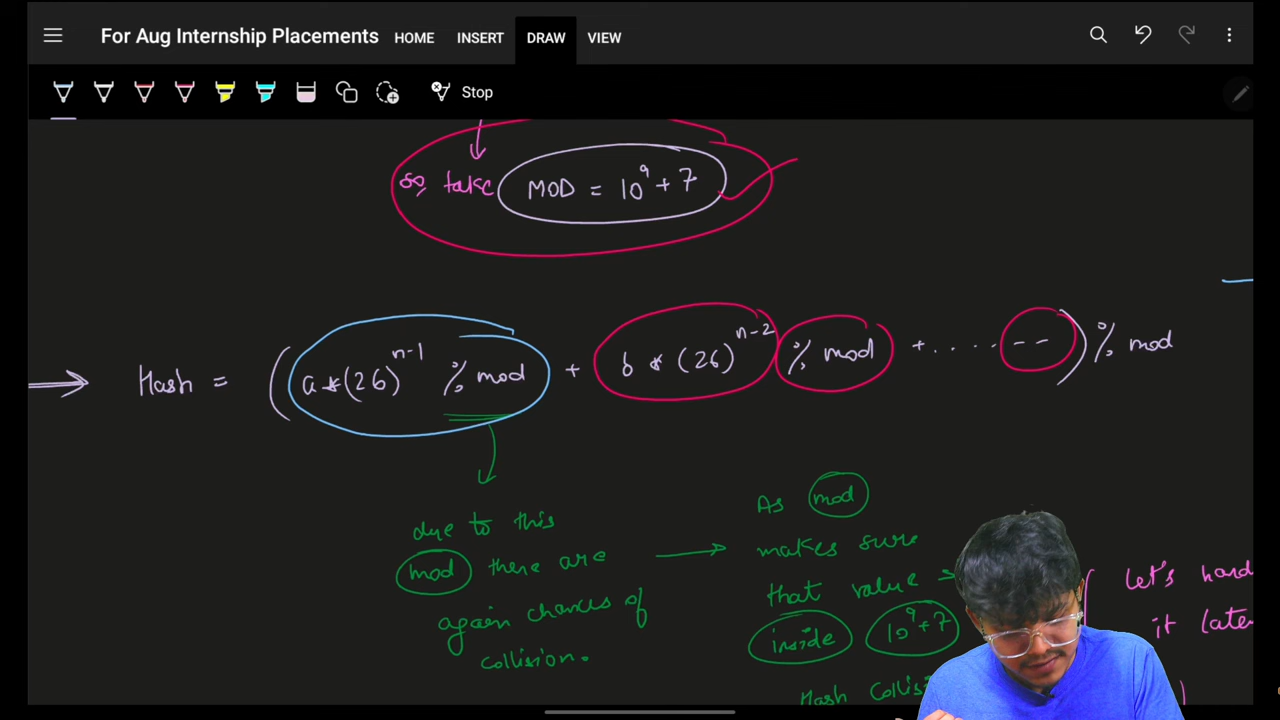 For Aug Internship Placements HOME INSERT DRAW VIEW
Stop
so, take MOD = 10^9 + 7
Hash = (a*(26)^n-1 % mod + b * (26)^n-2 % mod + ..... --) % mod
due to this
mod there are
again chances of
collision.
As mod
makes sure
that value
inside 10^9+7
Hash
Let's hard
it later